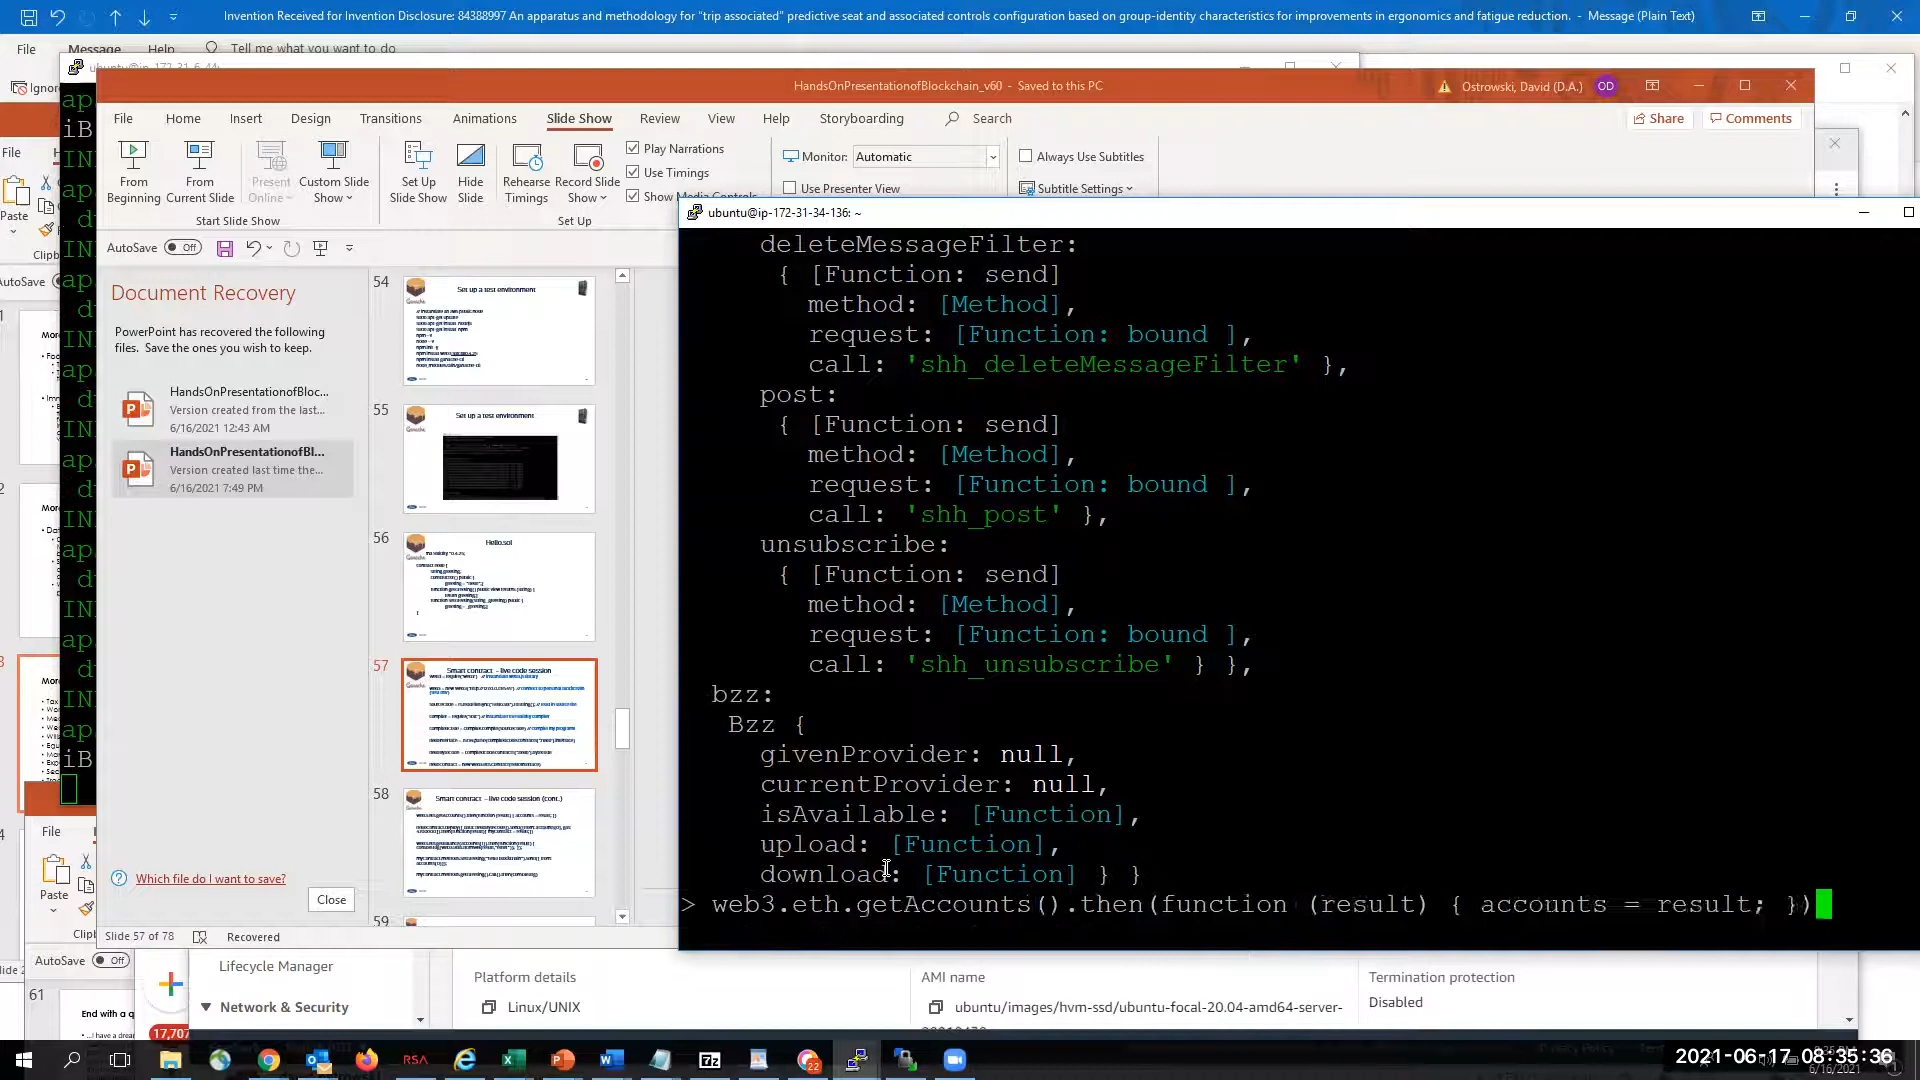 Invention Received for Invention Disclosure: 84388997 An apparatus and methodology for "trip associated" predictive seat and associated controls configuration based on group-identity characteristics for improvements in ergonomics and fatigue reduction. - Message (Plain Text)
File Message Help Tell me what you want to do
HandsOnPresentationofBlockchain_v60 - Saved to this PC
Ostrowski, David (D.A.) OD
File Home Insert Design Transitions Animations Slide Show Review View Help Storyboarding Search
Share Comments
From Beginning
From Current Slide
Present Online
Custom Slide Show
Set Up Slide Show
Hide Slide
Rehearse Timings
Record Slide Show
Play Narrations
Use Timings
Show Media Controls
Monitor: Automatic
Use Presenter View
Always Use Subtitles
Subtitle Settings
Start Slide Show
Set Up
AutoSave Off
Document Recovery
PowerPoint has recovered the following
files. Save the ones you wish to keep.
HandsOnPresentationofBloc...
Version created from the last...
6/16/2021 12:43 AM
HandsOnPresentationofBl...
Version created last time the...
6/16/2021 7:49 PM
Which file do I want to save?
Close
54
Set up a test environment
55
Set up a test environment
56
Hello.sol
57
Smart contract – live code session
58
Smart contract – live code session (cont.)
59
Slide 57 of 78 Recovered
ubuntu@ip-172-31-34-136: ~
deleteMessageFilter:
{ [Function: send]
method: [Method],
request: [Function: bound ],
call: 'shh_deleteMessageFilter' },
post:
{ [Function: send]
method: [Method],
request: [Function: bound ],
call: 'shh_post' },
unsubscribe:
{ [Function: send]
method: [Method],
request: [Function: bound ],
call: 'shh_unsubscribe' } },
bzz:
Bzz {
givenProvider: null,
currentProvider: null,
isAvailable: [Function],
upload: [Function],
download: [Function] } }
> web3.eth.getAccounts().then(function (result) { accounts = result; })
File
Paste
AutoSave Off
61
Lifecycle Manager
Network & Security
Platform details
Linux/UNIX
AMI name
ubuntu/images/hvm-ssd/ubuntu-focal-20.04-amd64-server-
Termination protection
Disabled
17,707
2021-06-17 08:35:36
6/16/2021